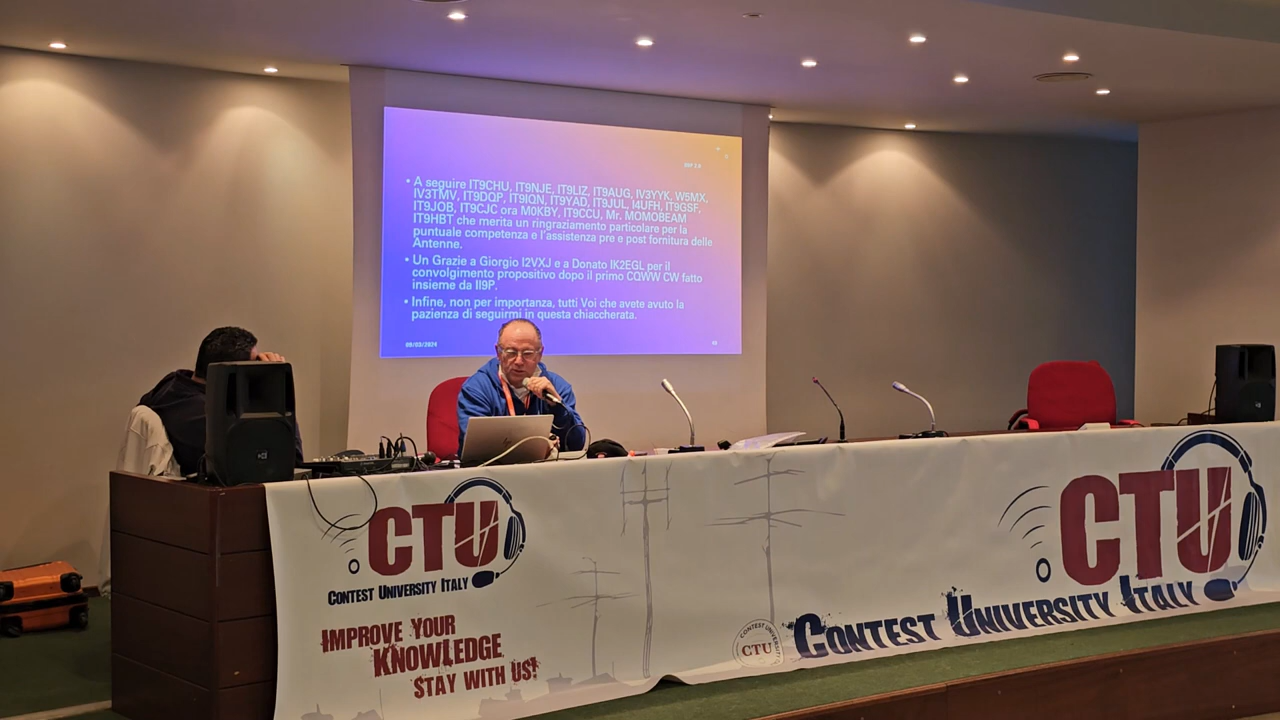 • A seguire IT9CHU, IT9NJE, IT9LIZ, IT9AUG, IV3YYK, W5MX,
IV3TMV, IT9DQP, IT9IQN, IT9YAD, IT9JUL, I4UFH, IT9GSF,
IT9JOB, IT9CJC ora M0KBY, IT9CCU, Mr. MOMOBEAM
IT9HBT che merita un ringraziamento particolare per la
puntuale competenza e l'assistenza pre e post fornitura delle
Antenne.
• Un Grazie a Giorgio I2VXJ e a Donato IK2EGL per il
convolgimento propositivo dopo il primo CQWW CW fatto
insieme da II9P.
• Infine, non per importanza, tutti Voi che avete avuto la
pazienza di seguirmi in questa chiaccherata.
09/03/2024
CTU
CONTEST UNIVERSITY ITALY
IMPROVE YOUR
KNOWLEDGE
STAY WITH US!
CONTEST UNIVERSITY
CTU
CTU
CONTEST UNIVERSITY ITALY